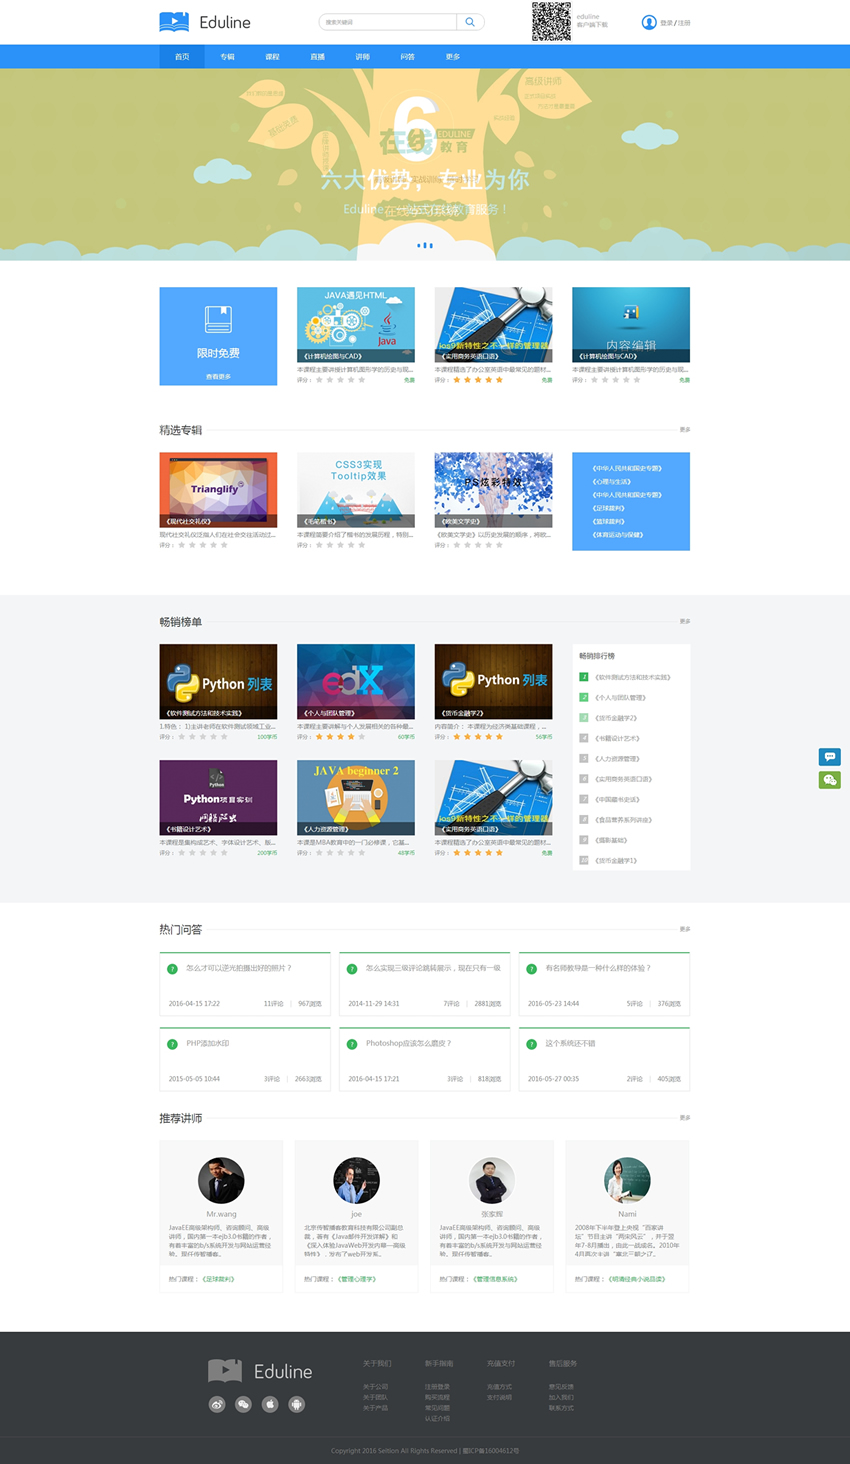 Eduline
搜索关键词
eduline
客户端下载
登录 / 注册
首页
专辑
课程
直播
讲师
问答
更多
高级讲师
基础免费
6
在线
EDULINE
教育
六大优势，专业为你
限时免费
查看更多
JAVA遇见HTML
Java
《计算机绘图与CAD》
本课程主要讲授计算机图形学的历史与现...
评分：
免费
ios9新特性之不一样的管理器
《实用商务英语口语》
本课程精选了办公室英语中最常见的题材...
评分：
免费
内容编辑
《计算机绘图与CAD》
本课程主要讲授计算机图形学的历史与现...
评分：
免费
精选专辑
更多
Trianglify
《现代社交礼仪》
现代社交礼仪泛指人们在社会交往活动过...
评分：
CSS3实现
Tooltip效果
《毛笔楷书》
本课程简要介绍了楷书的发展历程，特别...
评分：
PS炫彩特效
《欧美文学史》
《欧美文学史》以历史发展的顺序，将欧...
评分：
《中华人民共和国史专题》
《心理与生活》
《中华人民共和国史专题》
《足球裁判》
《篮球裁判》
《体育运动与保健》
畅销榜单
更多
Python 列表
《软件测试方法和技术实践》
1.特色： 1)主讲老师在软件测试领域工业...
评分：
100学币
edX
《个人与团队管理》
本课程主要讲解与个人发展相关的各种最...
评分：
60学币
Python 列表
《货币金融学2》
内容简介： 本课程为经济类基础课程，...
评分：
56学币
Python项目实训
网络爬虫
《书籍设计艺术》
本课程是集构成艺术、字体设计艺术、版...
评分：
200学币
JAVA beginner 2
《人力资源管理》
本课是MBA教育中的一门必修课，它基...
评分：
48学币
ios9新特性之不一样的管理器
《实用商务英语口语》
本课程精选了办公室英语中最常见的题材...
评分：
免费
畅销排行榜
1 《软件测试方法和技术实践》
2 《个人与团队管理》
3 《货币金融学2》
4 《书籍设计艺术》
5 《人力资源管理》
6 《实用商务英语口语》
7 《中国藏书史话》
8 《食品营养系列讲座》
9 《摄影基础》
10 《货币金融学1》
热门问答
更多
? 怎么才可以逆光拍摄出好的照片？
2016-04-15 17:22 11评论 | 967浏览
? 怎么实现三级评论跳转展示，现在只有一级
2014-11-29 14:31 7评论 | 2881浏览
? 有名师教导是一种什么样的体验？
2016-05-23 14:44 5评论 | 376浏览
? PHP添加水印
2015-05-05 10:44 3评论 | 2663浏览
? Photoshop应该怎么磨皮？
2016-04-15 17:21 3评论 | 818浏览
? 这个系统还不错
2016-05-27 00:35 2评论 | 405浏览
推荐讲师
更多
Mr.wang
JavaEE高级架构师、咨询顾问、高级
讲师，国内第一本ejb3.0书籍的作者，
有着丰富的b/s系统开发与网站运营经
验。现任传智播客。
热门课程：《足球裁判》
joe
北京传智播客教育科技有限公司副总
裁，著有《Java邮件开发详解》和
《深入体验JavaWeb开发内幕—高级
特性》，发布了web开发系。
热门课程：《管理心理学》
张家辉
JavaEE高级架构师、咨询顾问、高级
讲师，国内第一本ejb3.0书籍的作者，
有着丰富的b/s系统开发与网站运营经
验。现任传智播客。
热门课程：《管理信息系统》
Nami
2008年下半年登上央视“百家讲
坛”节目主讲“两宋风云”，并于翌
年7-8月播出，由此一战成名。2010年
4月再次主讲“塞北三朝之辽。
热门课程：《明清经典小说品读》
Eduline
关于我们
关于公司
关于团队
关于产品
新手指南
注册登录
购买流程
常见问题
认证介绍
充值支付
充值方式
支付说明
售后服务
意见反馈
加入我们
联系方式
Copyright 2016 Seition All Rights Reserved | 蜀ICP备16004612号